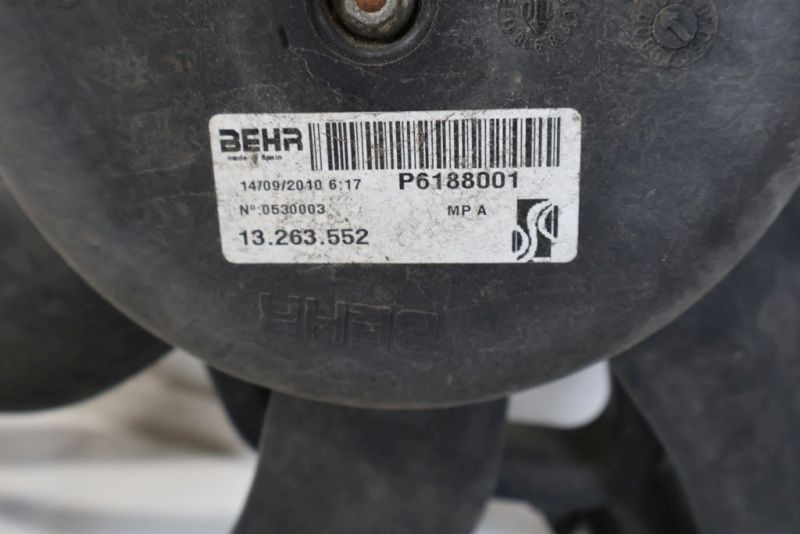 BEHR
made in Spain
14/09/2010 6:17 P6188001
Nº:0530003 MP A
13.263.552
BEHR